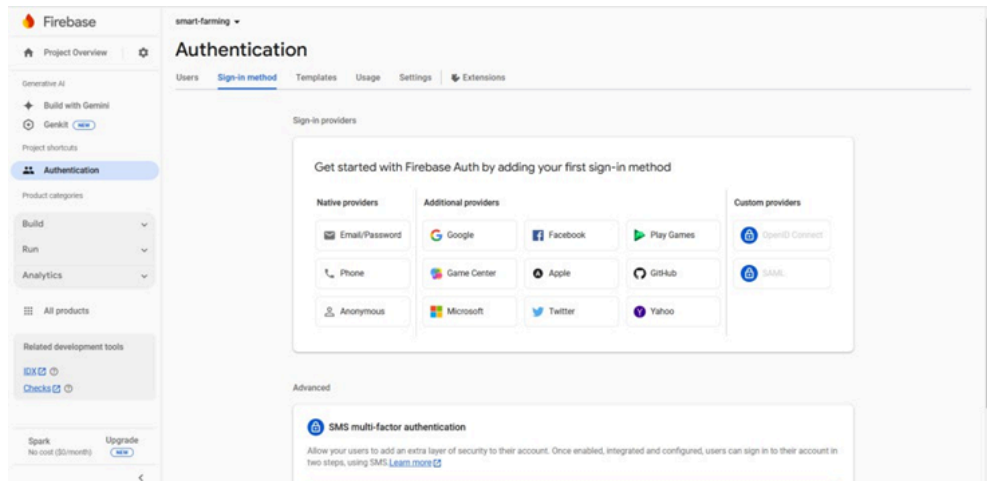 Firebase
smart-farming
Project Overview
Authentication
Users Sign-in method Templates Usage Settings Extensions
Generative AI
Build with Gemini
Genkit NEW
Project shortcuts
Authentication
Product categories
Build
Run
Analytics
All products
Related development tools
IDX
Checks
Spark
No cost ($0/month)
Upgrade
NEW
Sign-in providers
Get started with Firebase Auth by adding your first sign-in method
Native providers Additional providers Custom providers
Email/Password Google Facebook Play Games OpenID Connect
Phone Game Center Apple GitHub SAML
Anonymous Microsoft Twitter Yahoo
Advanced
SMS multi-factor authentication
Allow your users to add an extra layer of security to their account. Once enabled, integrated and configured, users can sign in to their account in
two steps, using SMS.Learn more